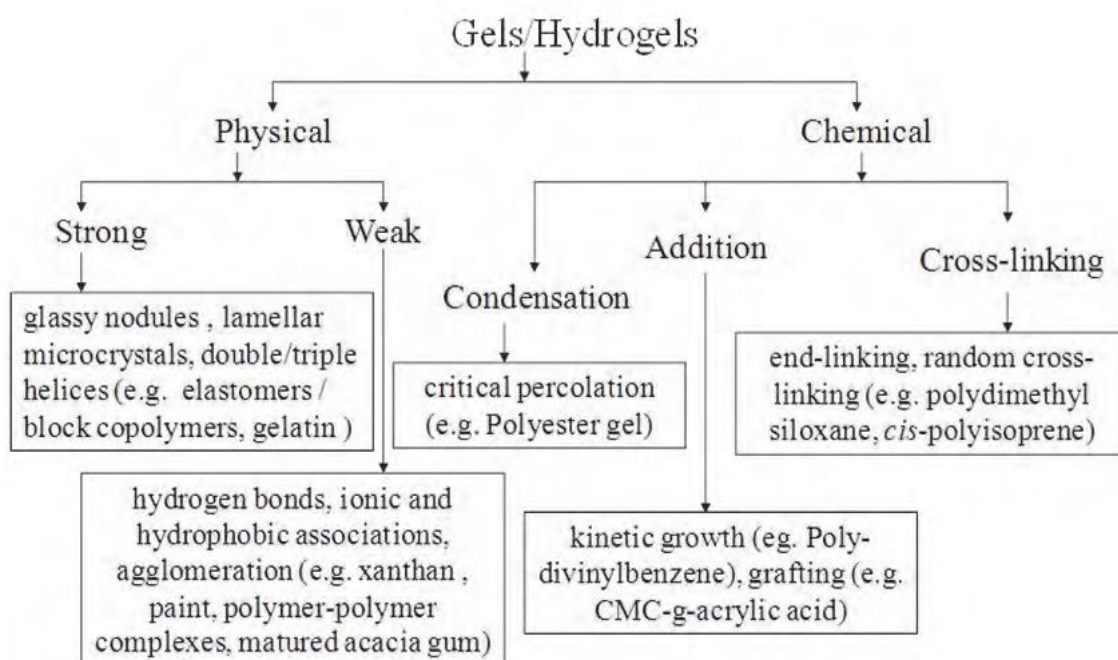 Gels/Hydrogels
Physical
Chemical
Strong
Weak
Condensation
Addition
Cross-linking
glassy nodules , lamellar
microcrystals, double/triple
helices (e.g. elastomers /
block copolymers, gelatin )
hydrogen bonds, ionic and
hydrophobic associations,
agglomeration (e.g. xanthan ,
paint, polymer-polymer
complexes, matured acacia gum)
critical percolation
(e.g. Polyester gel)
kinetic growth (eg. Poly-
divinylbenzene), grafting (e.g.
CMC-g-acrylic acid)
end-linking, random cross-
linking (e.g. polydimethyl
siloxane, cis-polyisoprene)